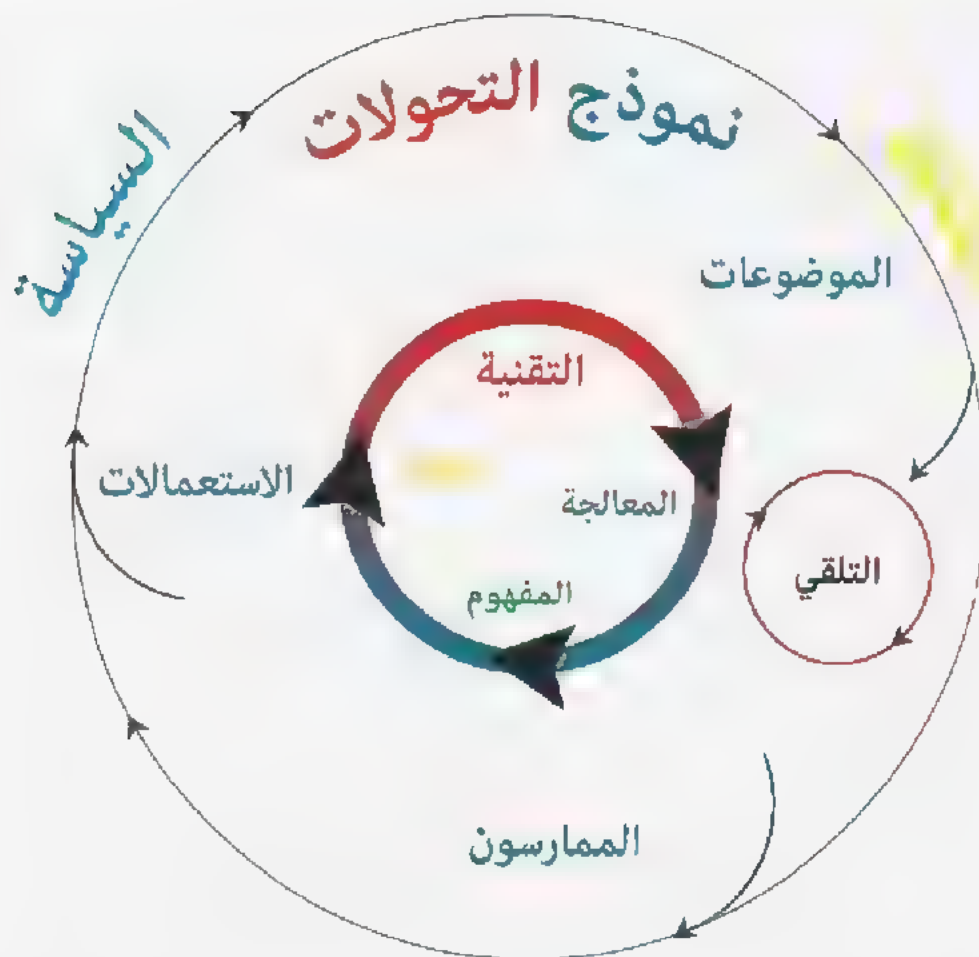 نموذج التحولات
السياسة
الموضوعات
التقنية
الاستعمالات
المعالجة
التلقي
المفهوم
الممارسون